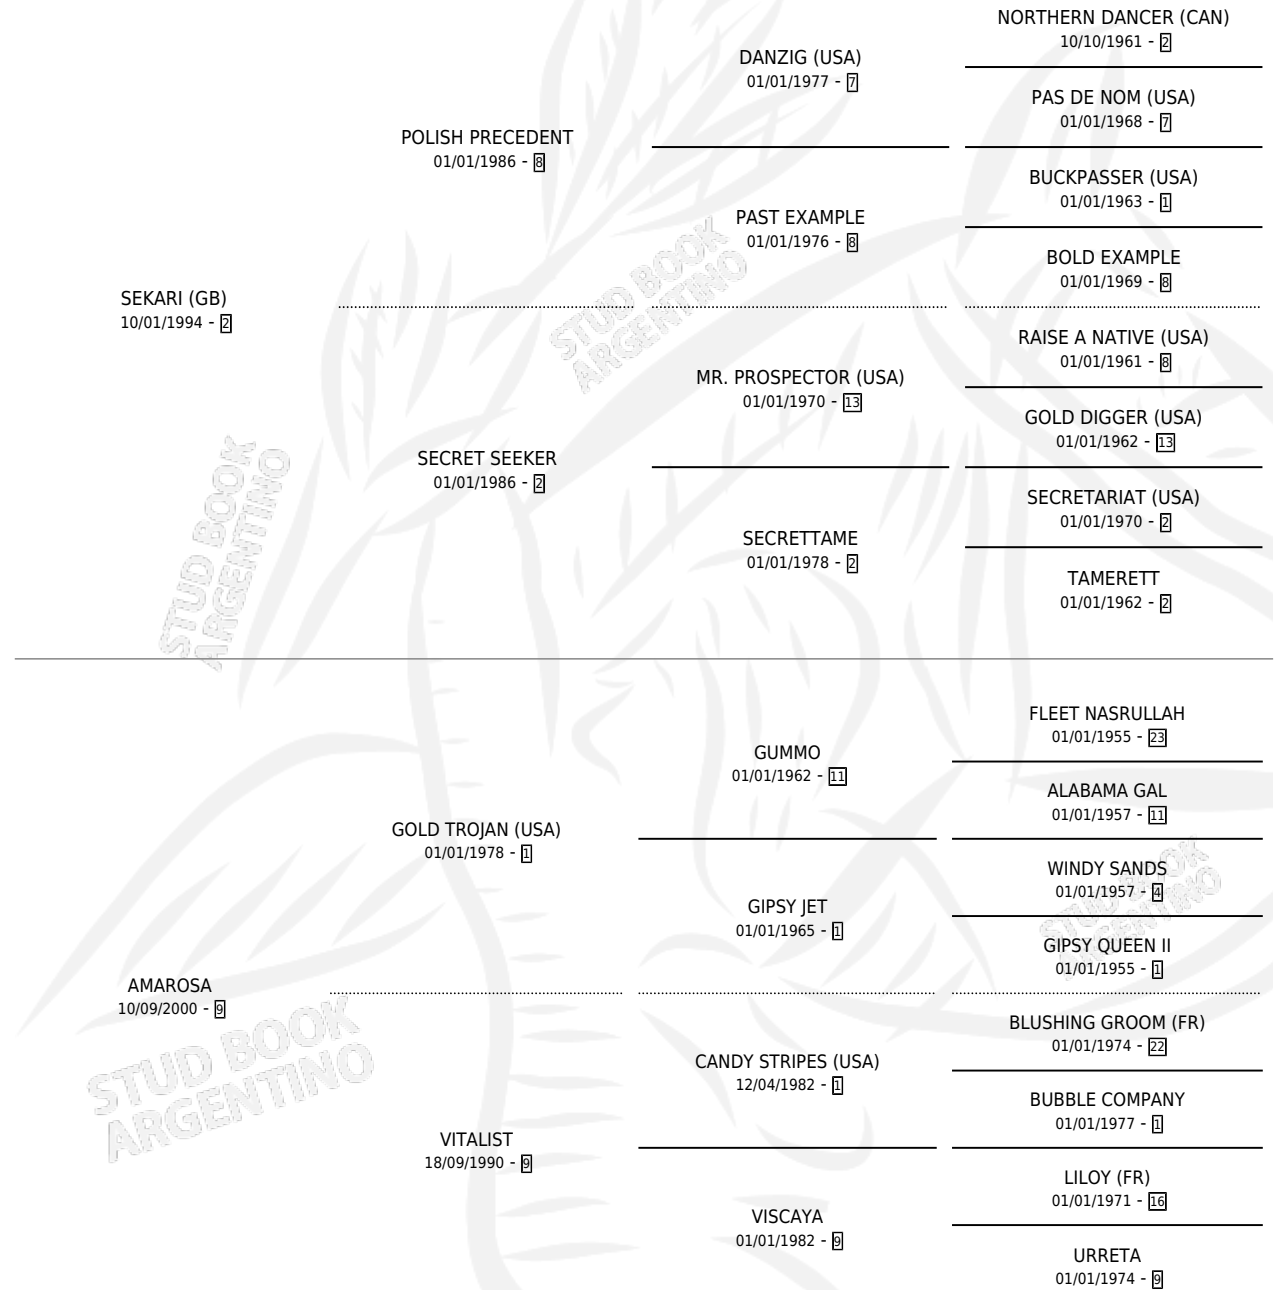 NORTHERN DANCER (CAN)
10/10/1961 - 2
DANZIG (USA)
01/01/1977 - 7
PAS DE NOM (USA)
01/01/1968 - 7
POLISH PRECEDENT
01/01/1986 - 8
BUCKPASSER (USA)
01/01/1963 - 1
PAST EXAMPLE
01/01/1976 - 8
BOLD EXAMPLE
01/01/1969 - 8
SEKARI (GB)
10/01/1994 - 2
STUD BOOK
ARGENTINO
RAISE A NATIVE (USA)
01/01/1961 - 8
MR. PROSPECTOR (USA)
01/01/1970 - 13
GOLD DIGGER (USA)
01/01/1962 - 13
SECRET SEEKER
01/01/1986 - 2
SECRETARIAT (USA)
01/01/1970 - 2
SECRETTAME
01/01/1978 - 2
TAMERETT
01/01/1962 - 2
STUD BOOK
ARGENTINO
FLEET NASRULLAH
01/01/1955 - 23
GUMMO
01/01/1962 - 11
ALABAMA GAL
01/01/1957 - 11
GOLD TROJAN (USA)
01/01/1978 - 1
WINDY SANDS
01/01/1957 - 4
STUD BOOK
ARGENTINO
GIPSY JET
01/01/1965 - 1
GIPSY QUEEN II
01/01/1955 - 1
AMAROSA
10/09/2000 - 9
STUD BOOK
ARGENTINO
BLUSHING GROOM (FR)
01/01/1974 - 22
CANDY STRIPES (USA)
12/04/1982 - 1
BUBBLE COMPANY
01/01/1977 - 1
VITALIST
18/09/1990 - 9
LILOY (FR)
01/01/1971 - 16
VISCAYA
01/01/1982 - 9
URRETA
01/01/1974 - 9